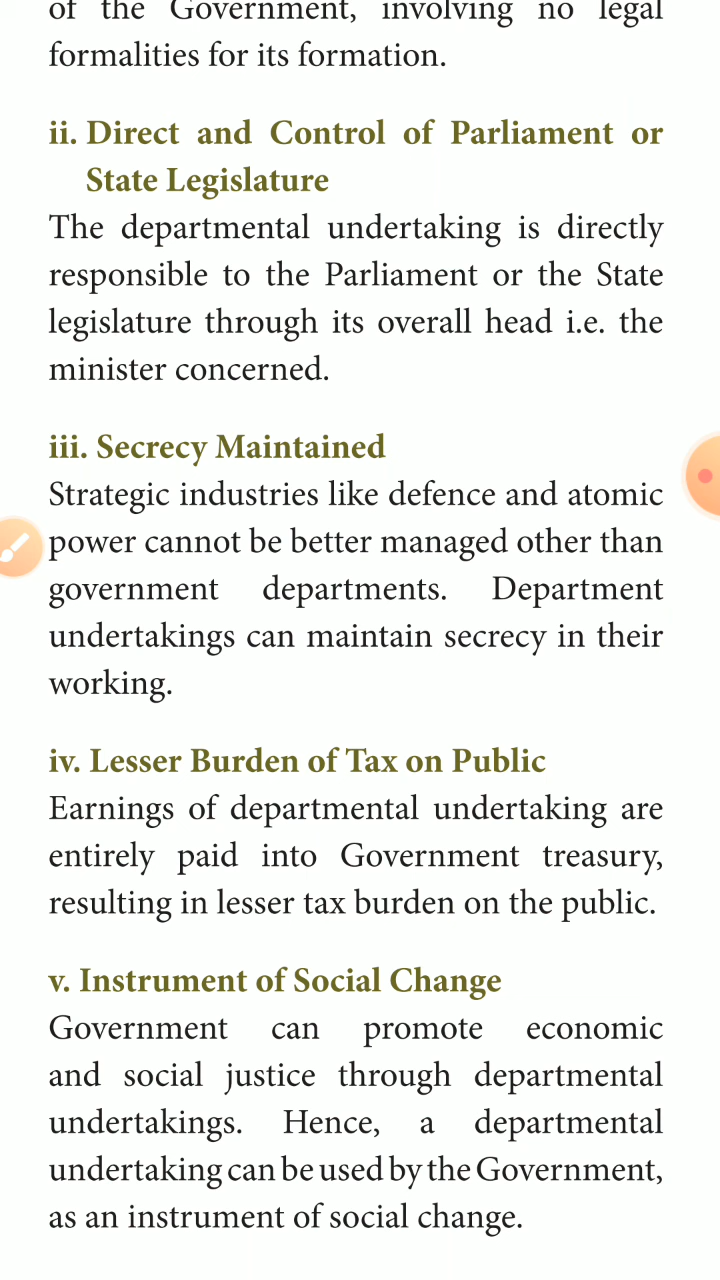 of the Government, involving no legal
formalities for its formation.
ii. Direct and Control of Parliament or
State Legislature
The departmental undertaking is directly
responsible to the Parliament or the State
legislature through its overall head i.e. the
minister concerned.
iii. Secrecy Maintained
Strategic industries like defence and atomic
power cannot be better managed other than
government departments. Department
undertakings can maintain secrecy in their
working.
iv. Lesser Burden of Tax on Public
Earnings of departmental undertaking are
entirely paid into Government treasury,
resulting in lesser tax burden on the public.
v. Instrument of Social Change
Government can promote economic
and social justice through departmental
undertakings. Hence, a departmental
undertaking can be used by the Government,
as an instrument of social change.